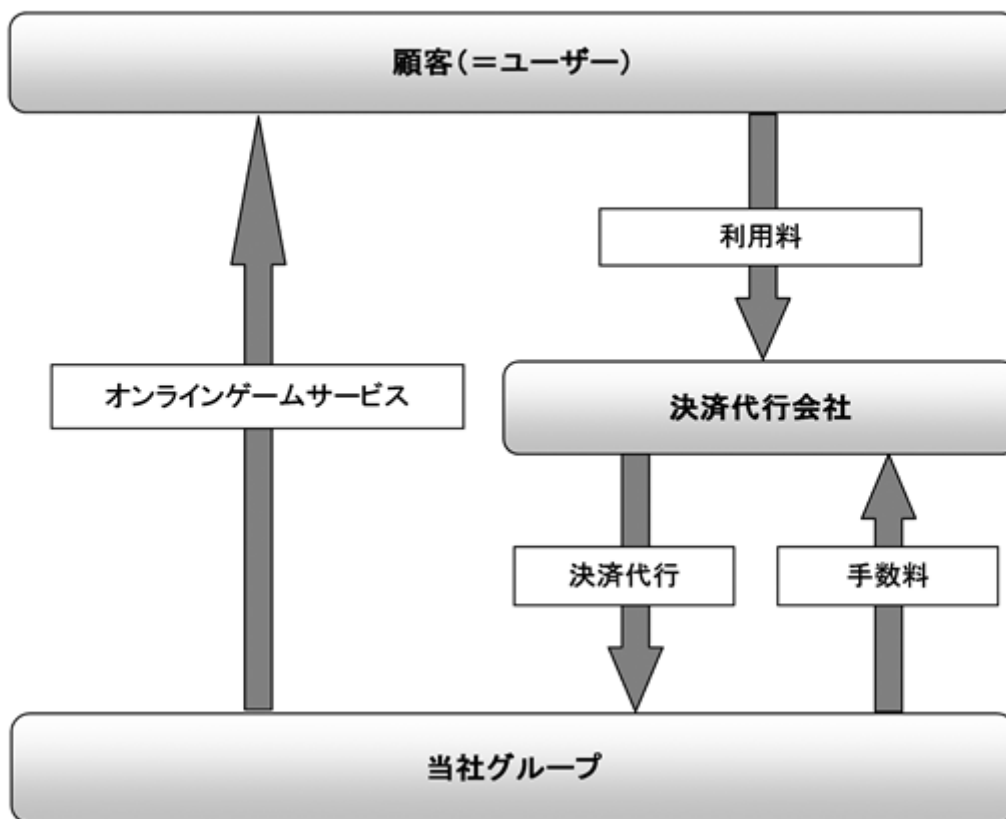 顧客(＝ユーザー)
利用料
オンラインゲームサービス
決済代行会社
決済代行
手数料
当社グループ